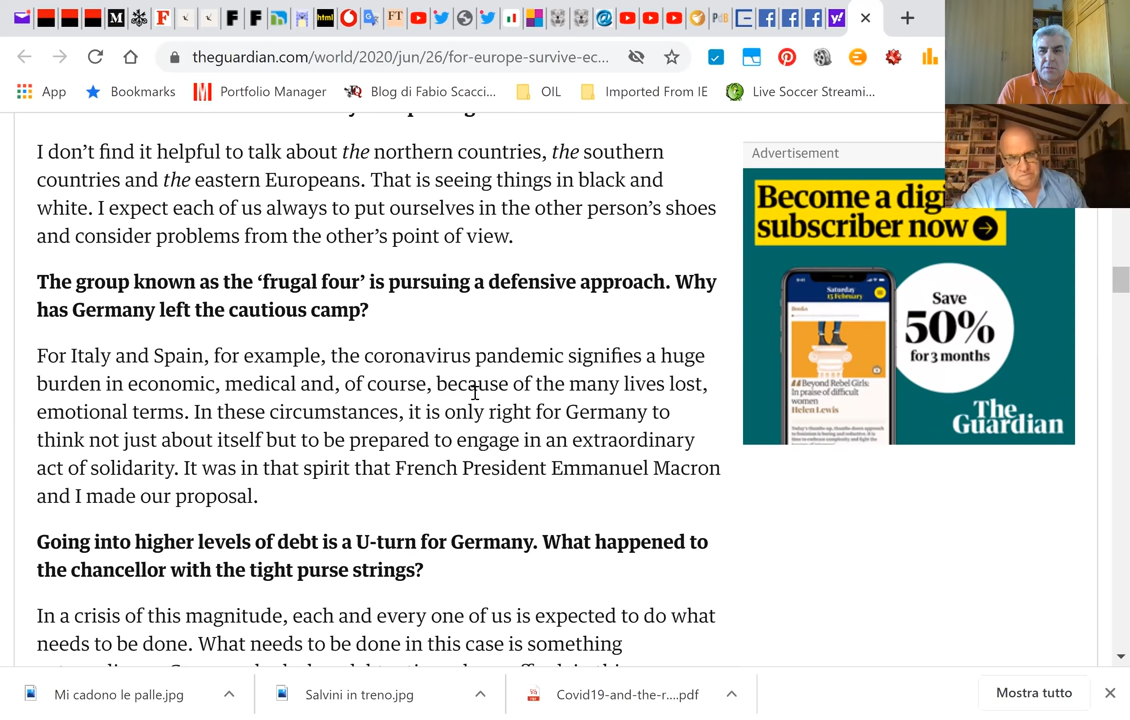 FT
html
PdB
theguardian.com/world/2020/jun/26/for-europe-survive-ec...
App
Bookmarks
Portfolio Manager
Blog di Fabio Scacci...
OIL
Imported From IE
Live Soccer Streami...
I don’t find it helpful to talk about the northern countries, the southern
countries and the eastern Europeans. That is seeing things in black and
white. I expect each of us always to put ourselves in the other person’s shoes
and consider problems from the other’s point of view.
The group known as the ‘frugal four’ is pursuing a defensive approach. Why
has Germany left the cautious camp?
For Italy and Spain, for example, the coronavirus pandemic signifies a huge
burden in economic, medical and, of course, because of the many lives lost,
emotional terms. In these circumstances, it is only right for Germany to
think not just about itself but to be prepared to engage in an extraordinary
act of solidarity. It was in that spirit that French President Emmanuel Macron
and I made our proposal.
Going into higher levels of debt is a U-turn for Germany. What happened to
the chancellor with the tight purse strings?
In a crisis of this magnitude, each and every one of us is expected to do what
needs to be done. What needs to be done in this case is something
Advertisement
Become a digi
subscriber now
Saturday
15 February
Books
Beyond Rebel Girls:
In praise of difficult
women
Helen Lewis
Save
50%
for 3 months
The
Guardian
Mi cadono le palle.jpg
Salvini in treno.jpg
Covid19-and-the-r....pdf
Mostra tutto